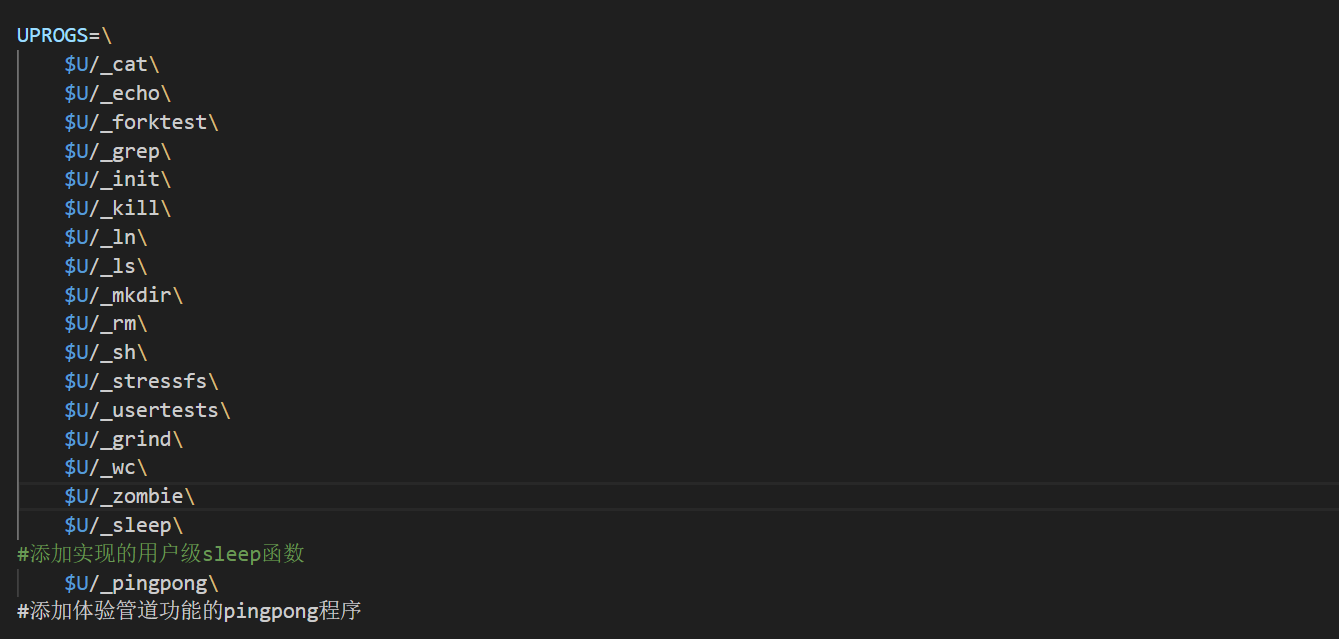 UPROGS=\
$U/_cat\
$U/_echo\
$U/_forktest\
$U/_grep\
$U/_init\
$U/_kill\
$U/_ln\
$U/_ls\
$U/_mkdir\
$U/_rm\
$U/_sh\
$U/_stressfs\
$U/_usertests\
$U/_grind\
$U/_wc\
$U/_zombie\
$U/_sleep\
#添加实现的用户级sleep函数
$U/_pingpong\
#添加体验管道功能的pingpong程序